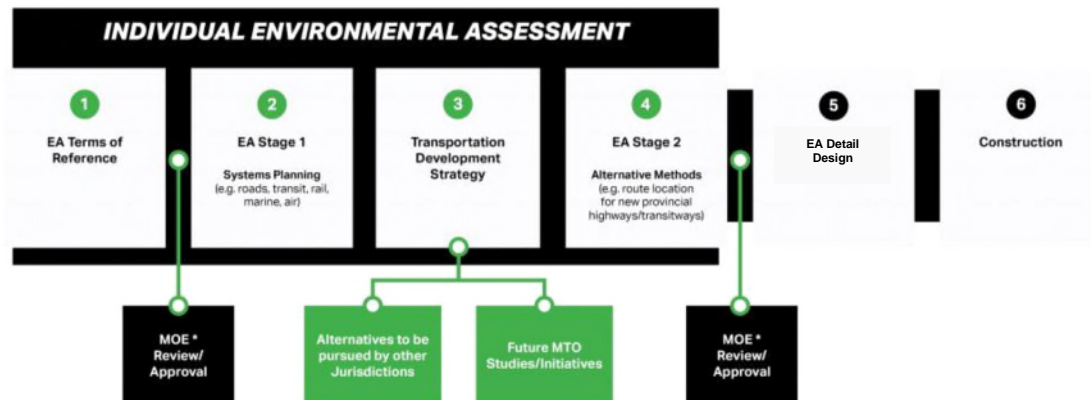 INDIVIDUAL ENVIRONMENTAL ASSESSMENT
1
EA Terms of
Reference
2
EA Stage 1
Systems Planning
(e.g. roads, transit, rail,
marine, air)
3
Transportation
Development
Strategy
4
EA Stage 2
Alternative Methods
(e.g. route location
for new provincial
highways/transitways)
5
EA Detail
Design
6
Construction
MOE *
Review/
Approval
Alternatives to be
pursued by other
Jurisdictions
Future MTO
Studies/Initiatives
MOE *
Review/
Approval